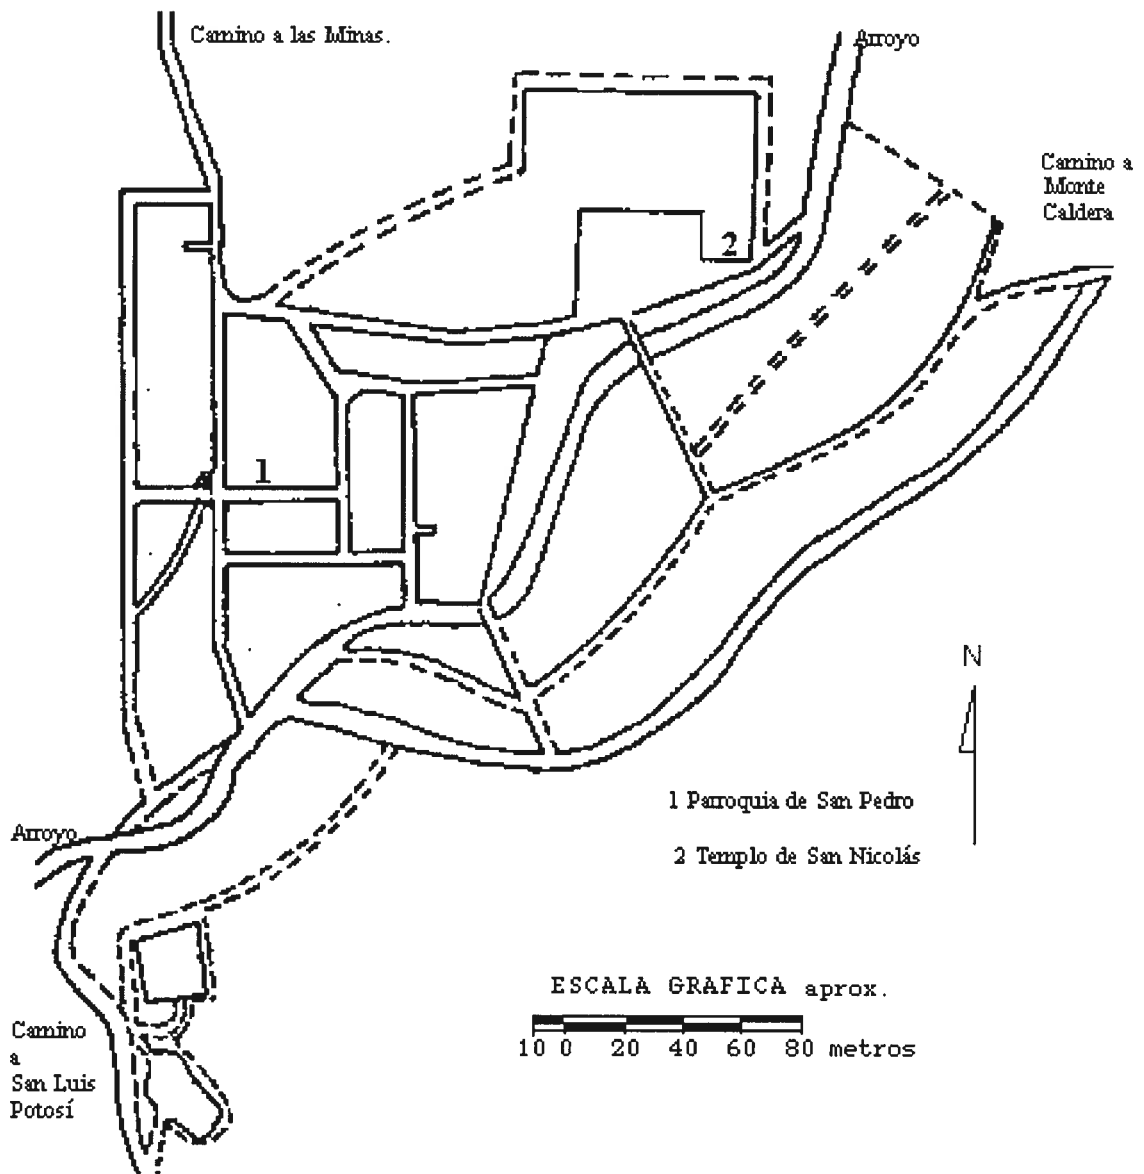 Camino a las Minas.
Arroyo
Camino a
Monte
Caldera
2
1
N
1 Parroquia de San Pedro
2 Templo de San Nicolás
Arroyo
ESCALA GRAFICA aprox.
10 0 20 40 60 80 metros
Camino
a
San Luis
Potosí